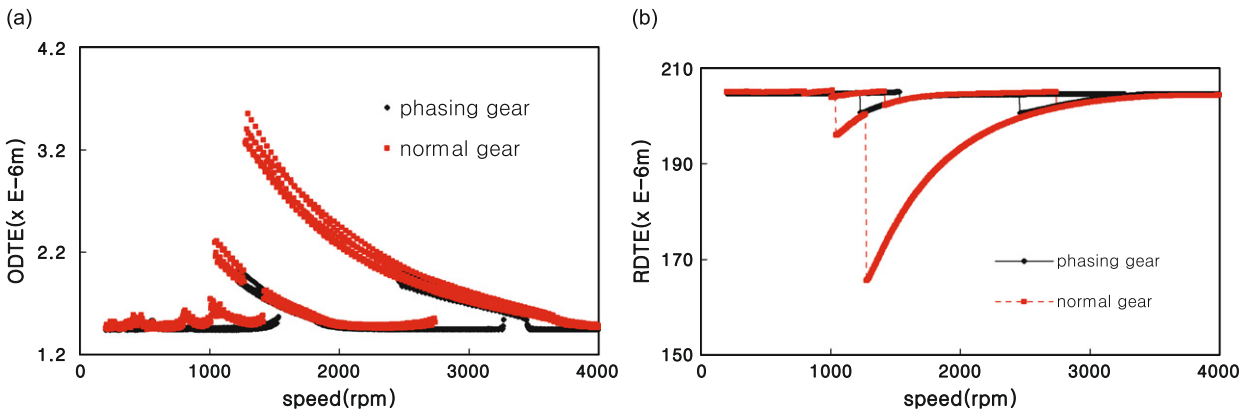 (a)
ODTE(x E-6m)
4.2
3.2
2.2
1.2
0
1000
2000
3000
4000
speed(rpm)
phasing gear
normal gear
(b)
RDTE(x E-6m)
210
190
170
150
0
1000
2000
3000
4000
speed(rpm)
phasing gear
normal gear